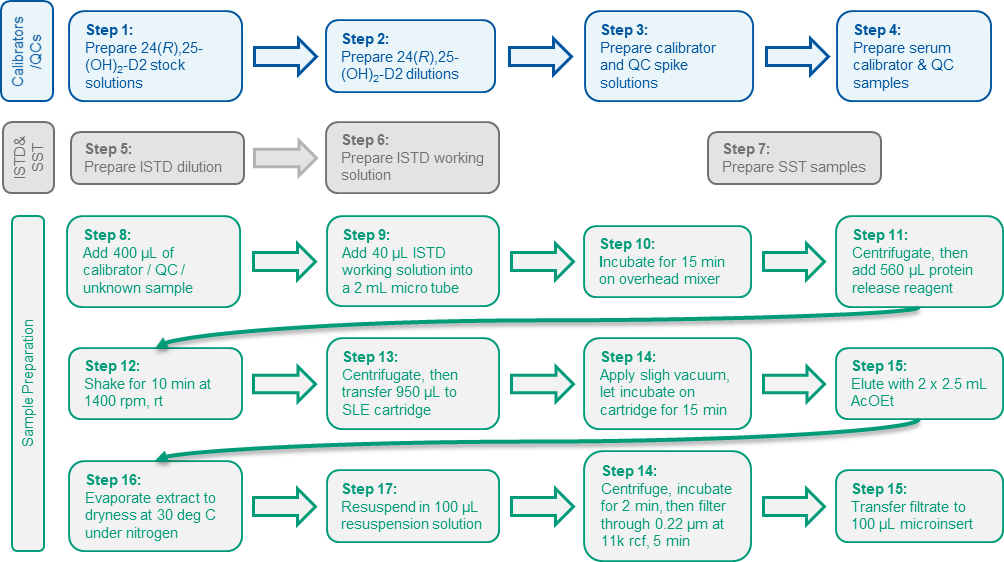 Calibrators
/QCs
Step 1:
Prepare 24(R),25-
(OH)₂-D2 stock
solutions
Step 2:
Prepare 24(R),25-
(OH)₂-D2 dilutions
Step 3:
Prepare calibrator
and QC spike
solutions
Step 4:
Prepare serum
calibrator & QC
samples
ISTD&
SST
Step 5:
Prepare ISTD dilution
Step 6:
Prepare ISTD working
solution
Step 7:
Prepare SST samples
Sample Preparation
Step 8:
Add 400 µL of
calibrator / QC /
unknown sample
Step 9:
Add 40 µL ISTD
working solution into
a 2 mL micro tube
Step 10:
Incubate for 15 min
on overhead mixer
Step 11:
Centrifugate, then
add 560 µL protein
release reagent
Step 12:
Shake for 10 min at
1400 rpm, rt
Step 13:
Centrifugate, then
transfer 950 µL to
SLE cartridge
Step 14:
Apply sligh vacuum,
let incubate on
cartridge for 15 min
Step 15:
Elute with 2 x 2.5 mL
AcOEt
Step 16:
Evaporate extract to
dryness at 30 deg C
under nitrogen
Step 17:
Resuspend in 100 µL
resuspension solution
Step 14:
Centrifuge, incubate
for 2 min, then filter
through 0.22 µm at
11k rcf, 5 min
Step 15:
Transfer filtrate to
100 µL microinsert